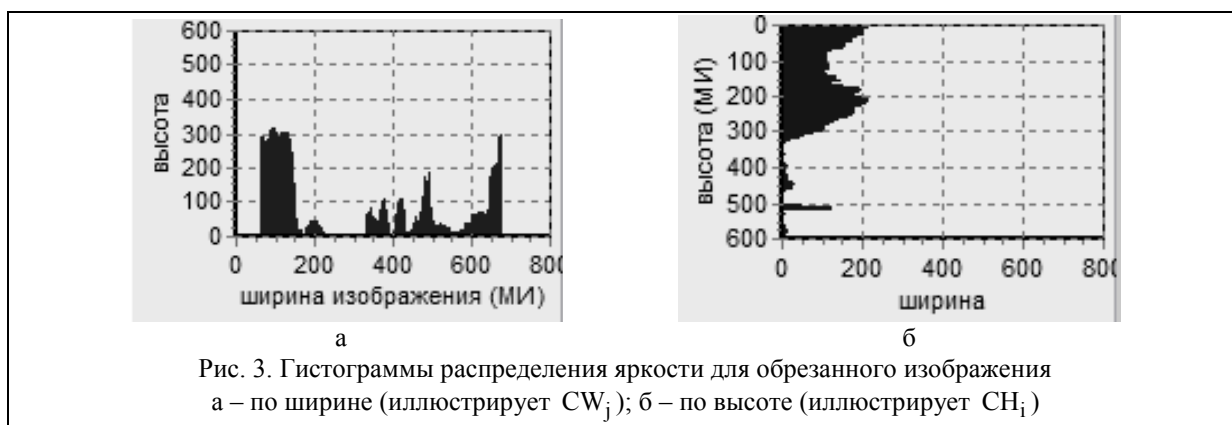 600
500
400
300
200
100
0
высота
0 200 400 600 800
ширина изображения (МИ)
а
0
100
200
300
400
500
600
высота (МИ)
0 200 400 600 800
ширина
б
Рис. 3. Гистограммы распределения яркости для обрезанного изображения
а – по ширине (иллюстрирует CWj); б – по высоте (иллюстрирует CHi)